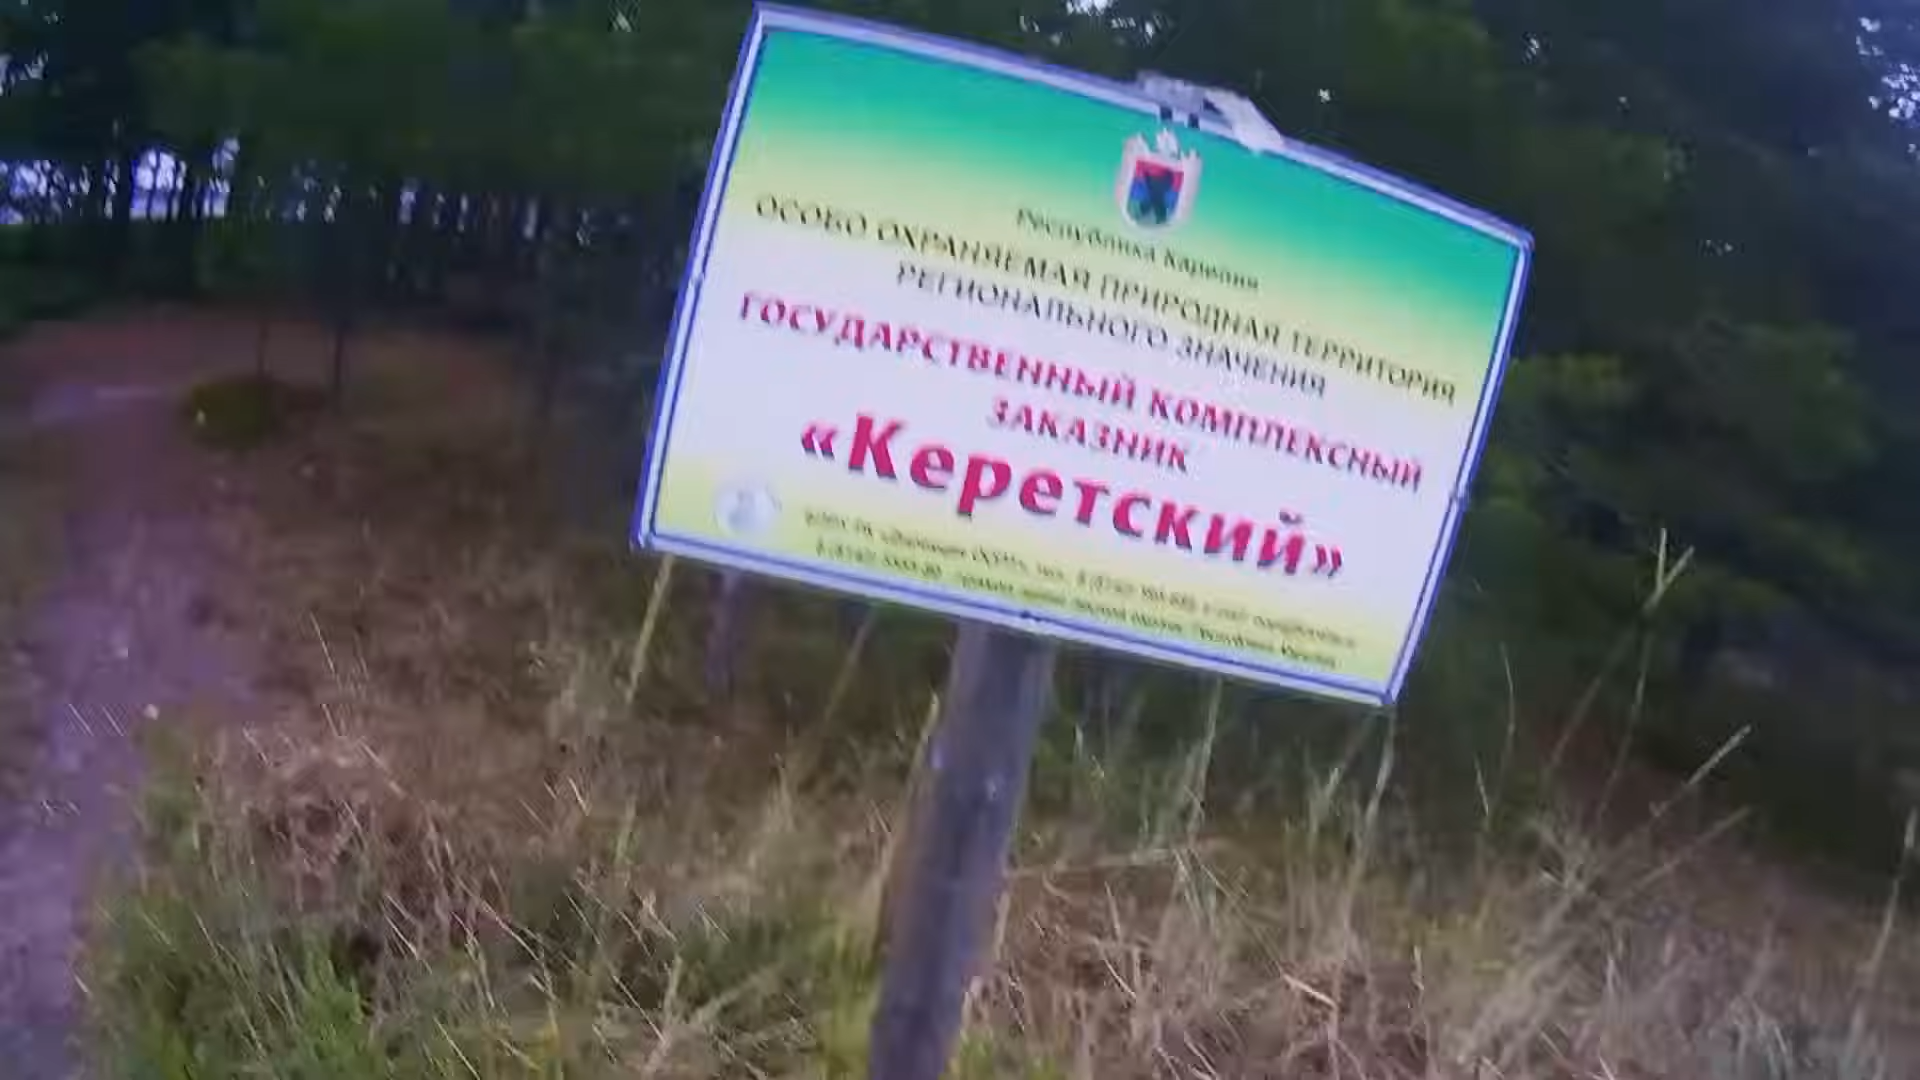 Республика Карелия
ОСОБО ОХРАНЯЕМАЯ ПРИРОДНАЯ ТЕРРИТОРИЯ
РЕГИОНАЛЬНОГО ЗНАЧЕНИЯ
ГОСУДАРСТВЕННЫЙ КОМПЛЕКСНЫЙ
ЗАКАЗНИК
«Керетский»